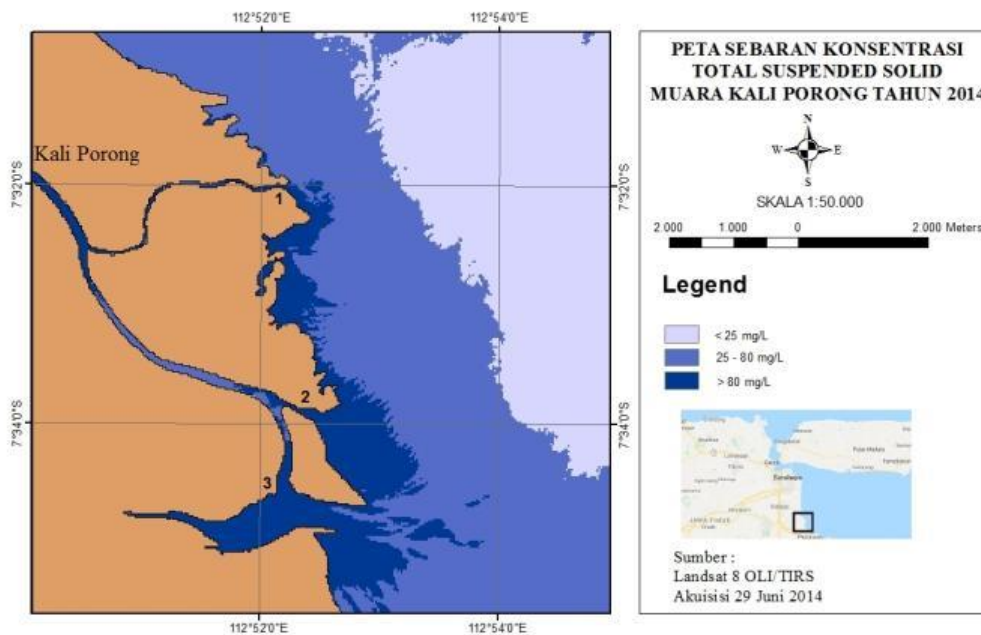 112°52'0"E
112°54'0"E
Kali Porong
7°32'0"S
7°32'0"S
7°34'0"S
7°34'0"S
1
2
3
112°52'0"E
112°54'0"E
PETA SEBARAN KONSENTRASI
TOTAL SUSPENDED SOLID
MUARA KALI PORONG TAHUN 2014
N
W
E
S
SKALA 1:50.000
2.000 1.000 0 2.000 Meters
Legend
< 25 mg/L
25 - 80 mg/L
> 80 mg/L
Sumber :
Landsat 8 OLI/TIRS
Akuisisi 29 Juni 2014